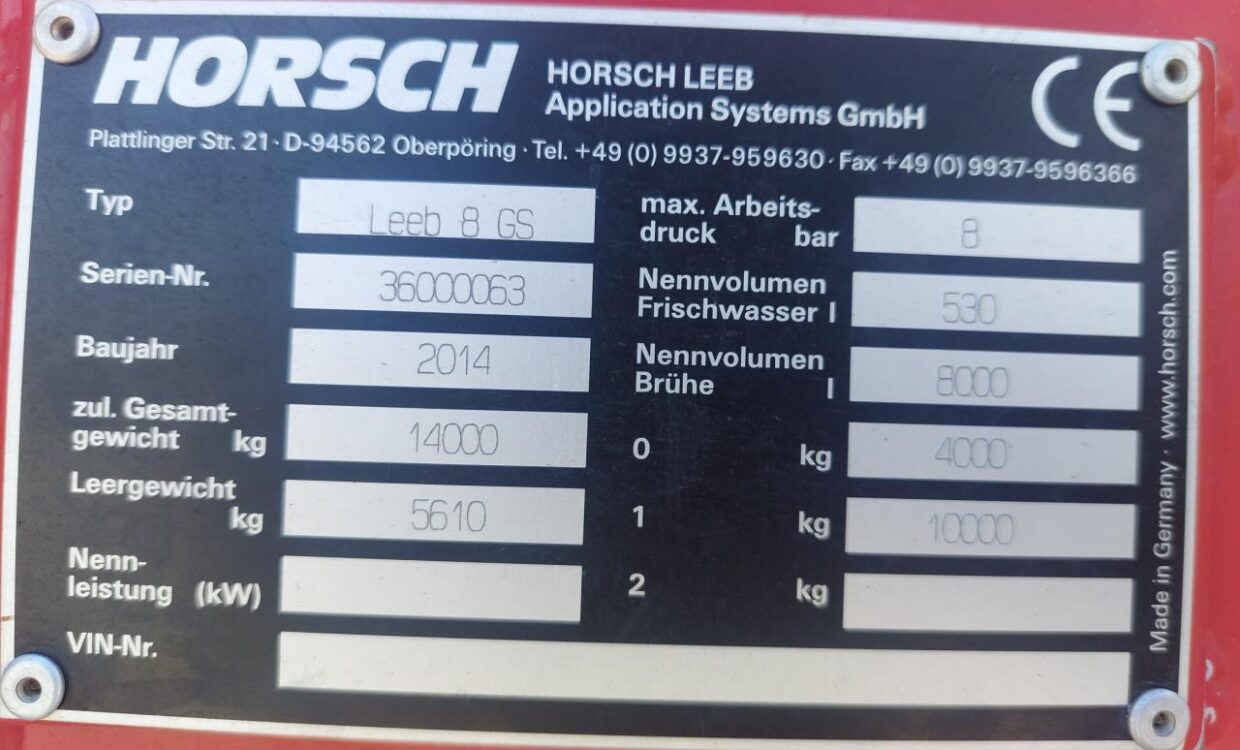 HORSCH
HORSCH LEEB
Application Systems GmbH
CE
Plattlinger Str. 21 · D-94562 Oberpöring · Tel. +49 (0) 9937-959630 · Fax +49 (0) 9937-9596366
Typ Leeb 8 GS
Serien-Nr. 36000063
Baujahr 2014
zul. Gesamt-
gewicht kg 14000
Leergewicht
kg 5610
Nenn-
leistung (kW)
VIN-Nr.
max. Arbeits-
druck bar 8
Nennvolumen
Frischwasser l 530
Nennvolumen
Brühe l 8000
0 kg 4000
1 kg 10000
2 kg
Made in Germany · www.horsch.com